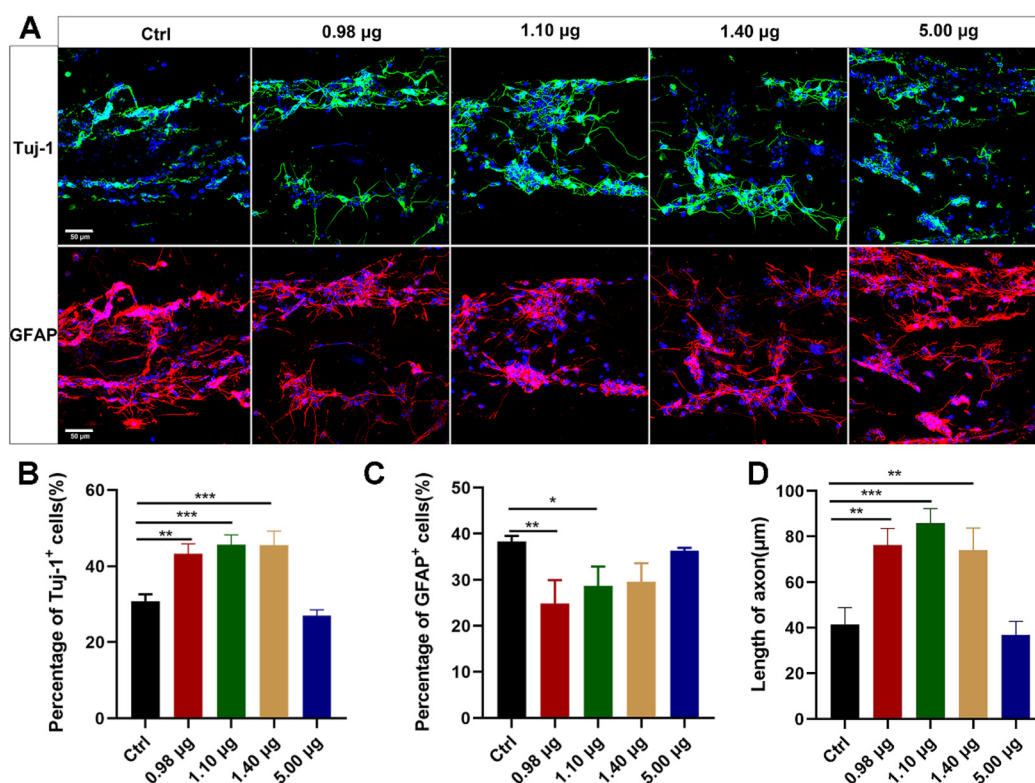 A
Ctrl 0.98 µg 1.10 µg 1.40 µg 5.00 µg
Tuj-1
50 µm
GFAP
50 µm
B
Percentage of Tuj-1⁺ cells(%)
60
40
20
0
***
***
**
Ctrl 0.98 µg 1.10 µg 1.40 µg 5.00 µg
C
Percentage of GFAP⁺ cells(%)
50
40
30
20
10
0
*
**
Ctrl 0.98 µg 1.10 µg 1.40 µg 5.00 µg
D
Length of axon(µm)
100
80
60
40
20
0
**
***
**
Ctrl 0.98 µg 1.10 µg 1.40 µg 5.00 µg